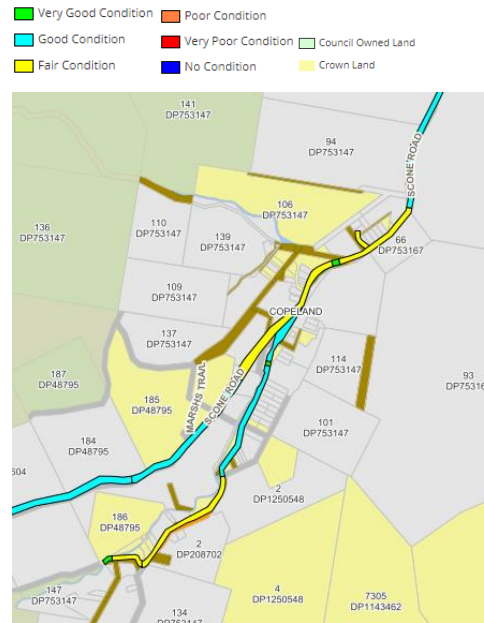 Very Good Condition
Poor Condition
Good Condition
Very Poor Condition
Council Owned Land
Fair Condition
No Condition
Crown Land
141
DP753147
94
DP753147
SCONE ROAD
136
DP753147
110
DP753147
139
DP753147
106
DP753147
66
DP753167
109
DP753147
COPELAND
137
DP753147
114
DP753147
93
DP75316
187
DP48795
185
DP48795
MARSHS TRAIL
SCONE ROAD
101
DP753147
184
DP48795
604
2
DP1250548
186
DP48795
2
DP208702
147
DP753147
4
DP1250548
7305
DP1143462
134
DP753147